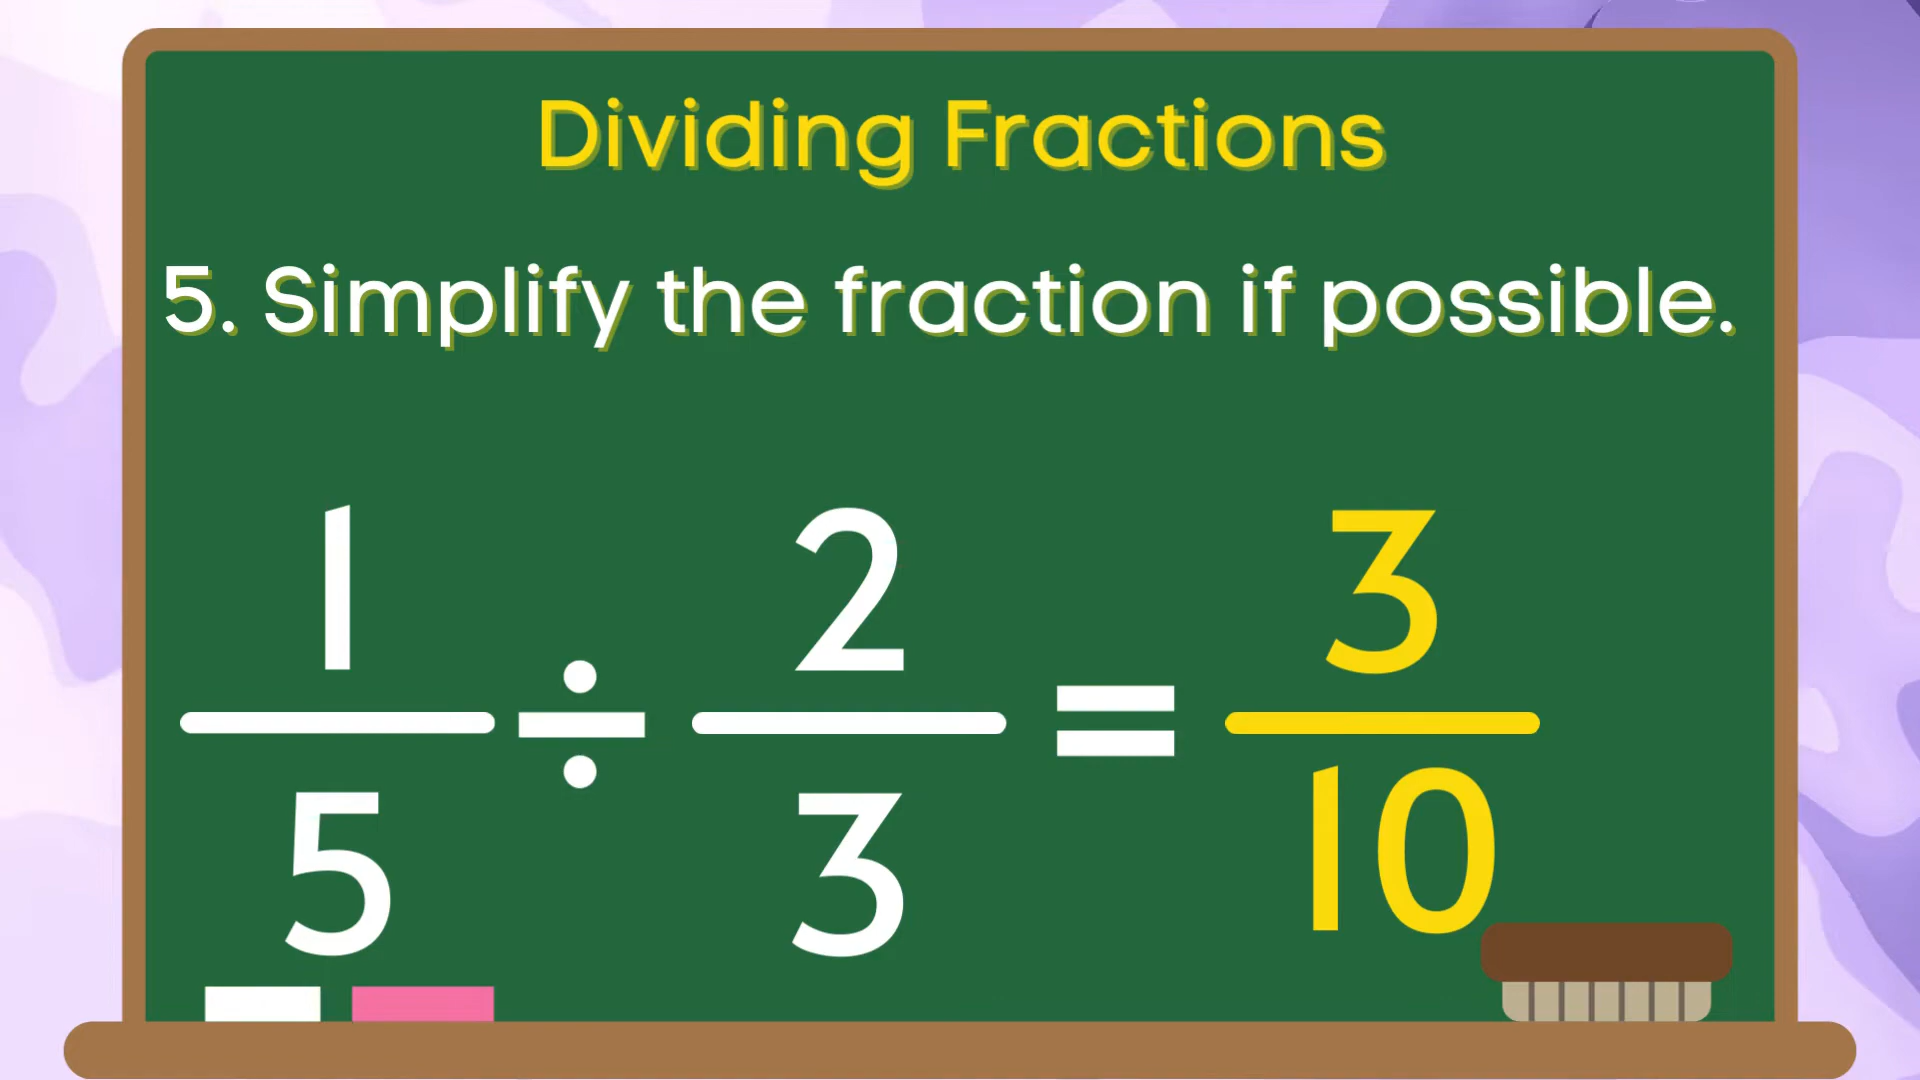 Dividing Fractions
5. Simplify the fraction if possible.
1/5 ÷ 2/3 = 3/10